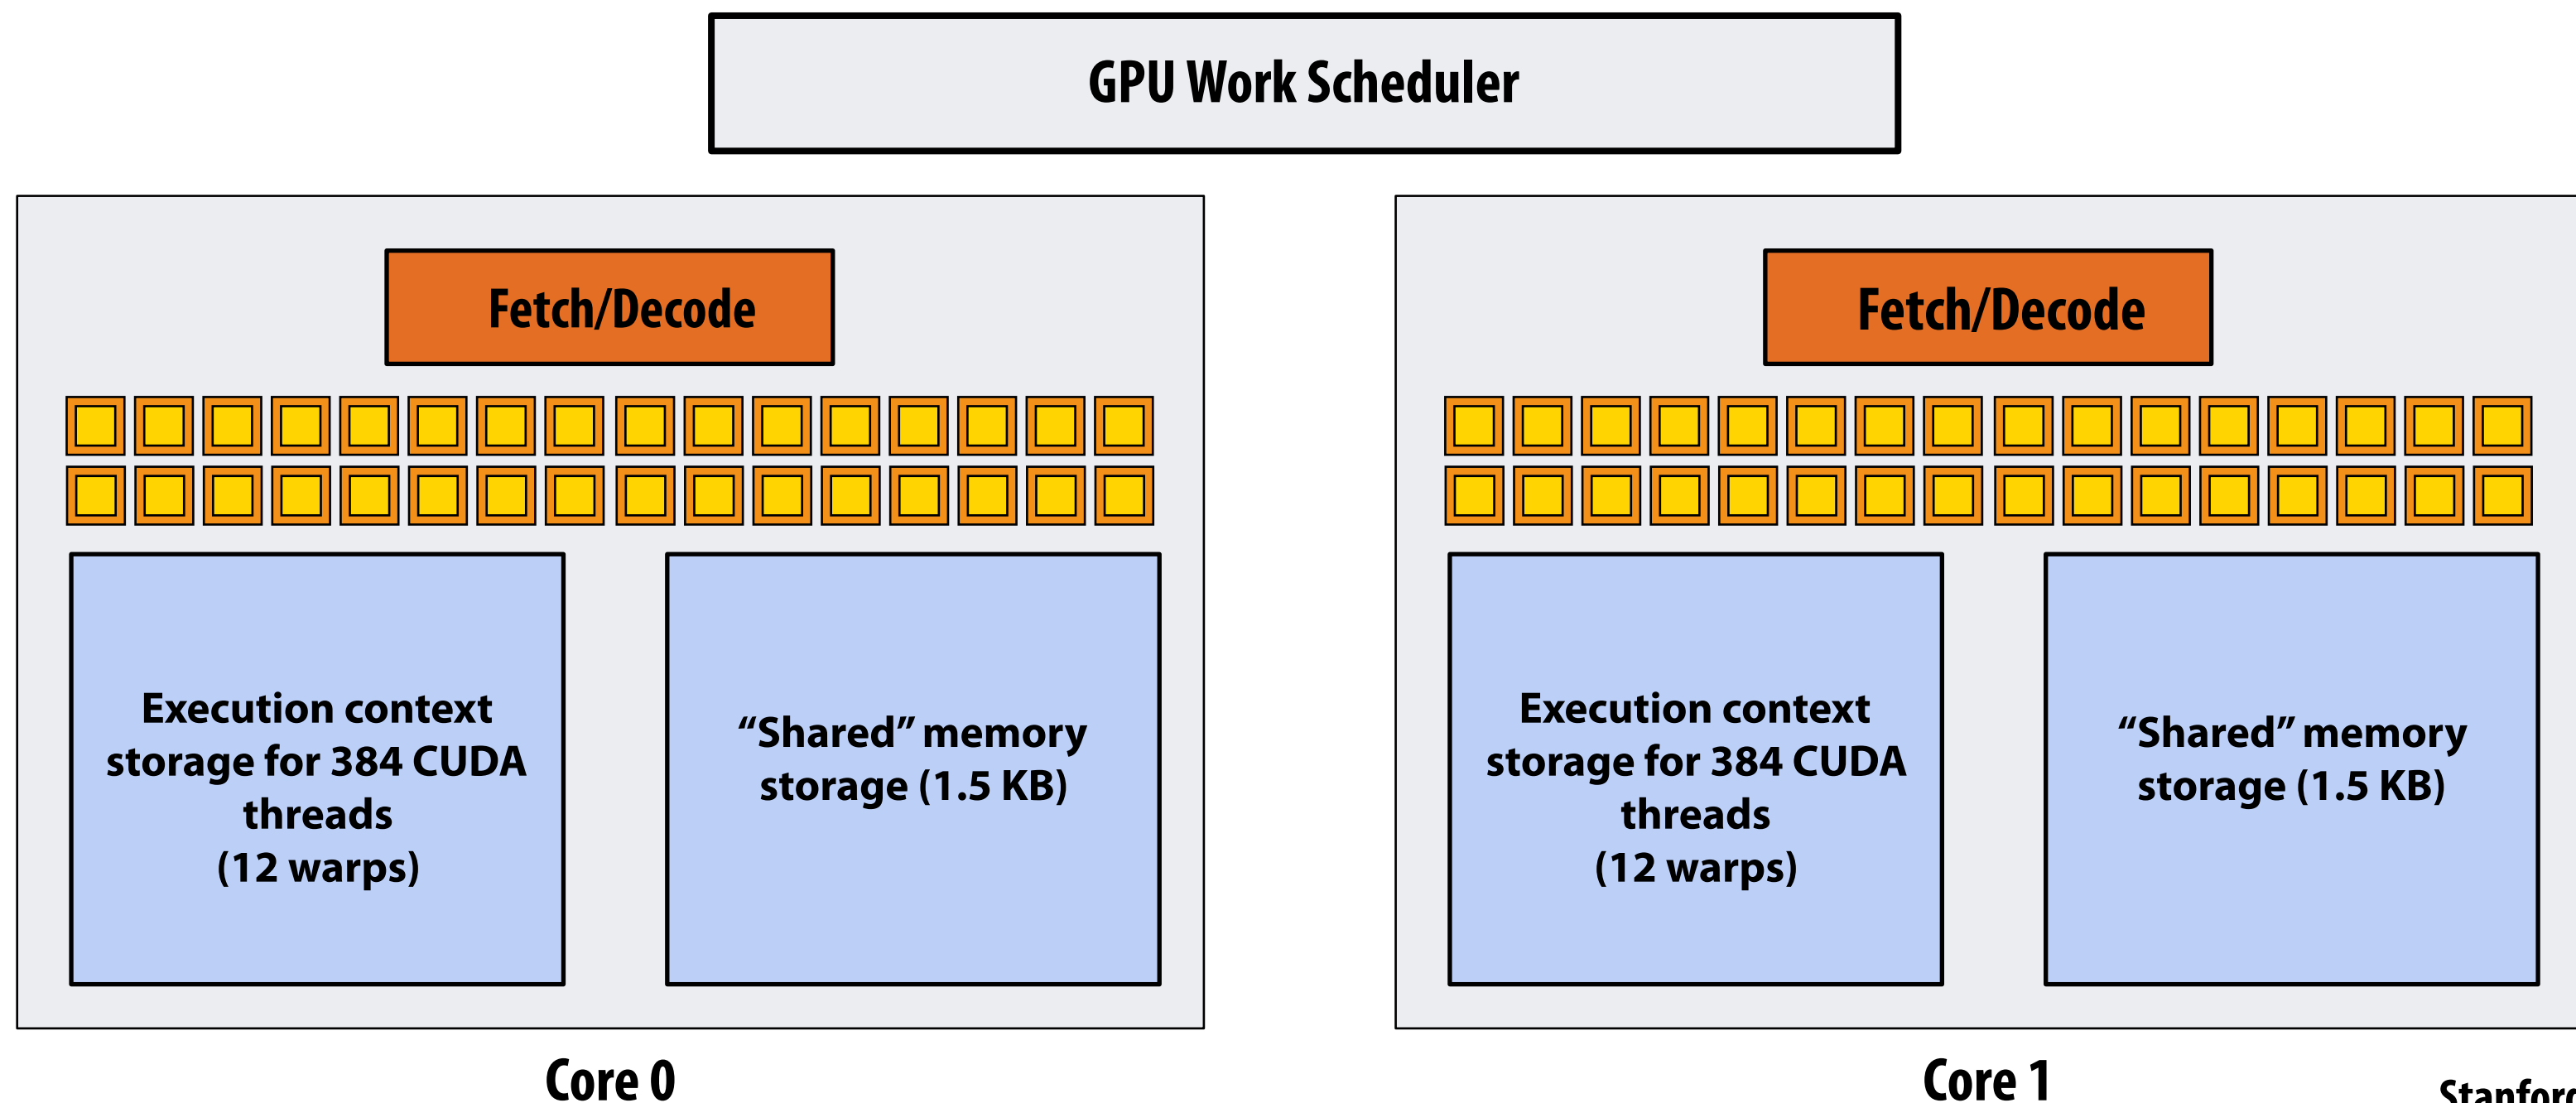 GPU Work Scheduler
Fetch/Decode
Execution context
storage for 384 CUDA
threads
(12 warps)
“Shared” memory
storage (1.5 KB)
Core 0
Fetch/Decode
Execution context
storage for 384 CUDA
threads
(12 warps)
“Shared” memory
storage (1.5 KB)
Core 1
Stanford